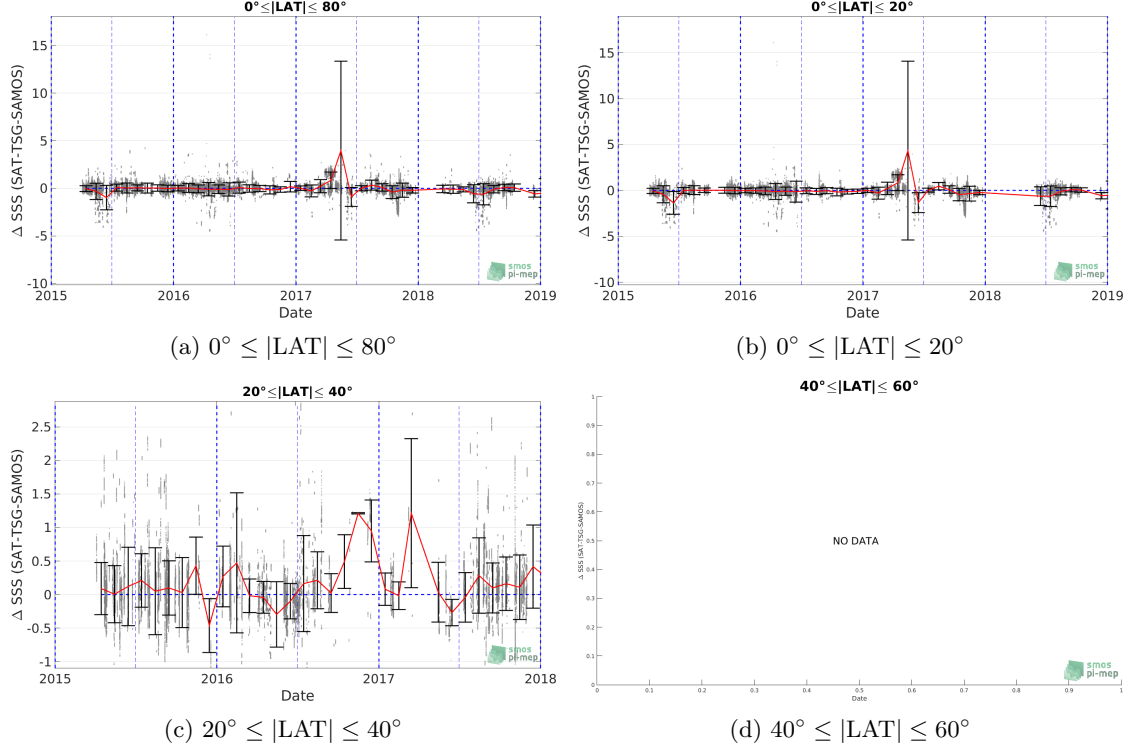 0°≤|LAT|≤ 80°
Δ SSS (SAT-TSG-SAMOS)
15
10
5
0
-5
-10
2015
2016
2017
2018
2019
Date
smos
pi-mep
(a) 0° ≤ |LAT| ≤ 80°
0°≤|LAT|≤ 20°
Δ SSS (SAT-TSG-SAMOS)
15
10
5
0
-5
-10
2015
2016
2017
2018
2019
Date
smos
pi-mep
(b) 0° ≤ |LAT| ≤ 20°
20°≤|LAT|≤ 40°
Δ SSS (SAT-TSG-SAMOS)
2.5
2
1.5
1
0.5
0
-0.5
-1
2015
2016
2017
2018
Date
smos
pi-mep
(c) 20° ≤ |LAT| ≤ 40°
40°≤|LAT|≤ 60°
Δ SSS (SAT-TSG-SAMOS)
1
0.9
0.8
0.7
0.6
0.5
0.4
0.3
0.2
0.1
0
NO DATA
0
0.1
0.2
0.3
0.4
0.5
0.6
0.7
0.8
0.9
1
Date
smos
pi-mep
(d) 40° ≤ |LAT| ≤ 60°